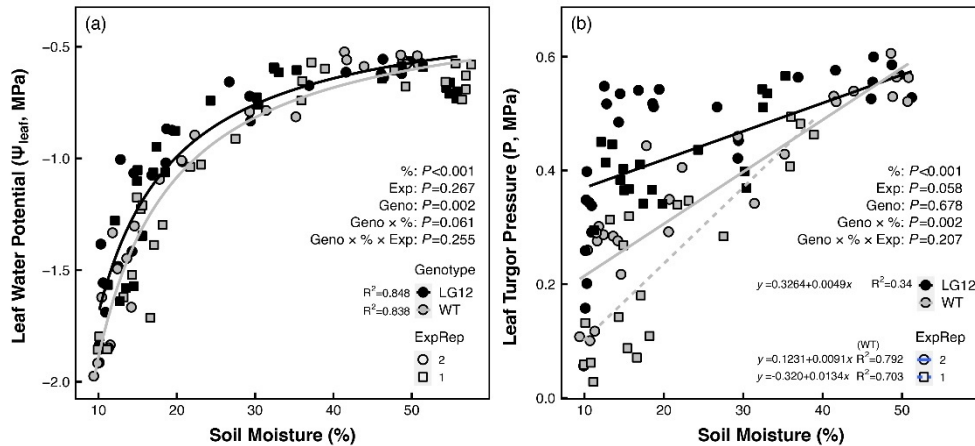 (a)
Leaf Water Potential (Ψleaf, MPa)
−0.5
−1.0
−1.5
−2.0
%: P<0.001
Exp: P=0.267
Geno: P=0.002
Geno × %: P=0.061
Geno × % × Exp: P=0.255
Genotype
R²=0.848 LG12
R²=0.838 WT
ExpRep
2
1
10 20 30 40 50
Soil Moisture (%)
(b)
Leaf Turgor Pressure (P, MPa)
0.6
0.4
0.2
0.0
%: P<0.001
Exp: P=0.058
Geno: P=0.678
Geno × %: P=0.002
Geno × % × Exp: P=0.207
Genotype
y=0.3264+0.0049x R²=0.34 LG12
WT
ExpRep
(WT)
y=0.1231+0.0091x R²=0.792 2
y=-0.320+0.0134x R²=0.703 1
10 20 30 40 50
Soil Moisture (%)